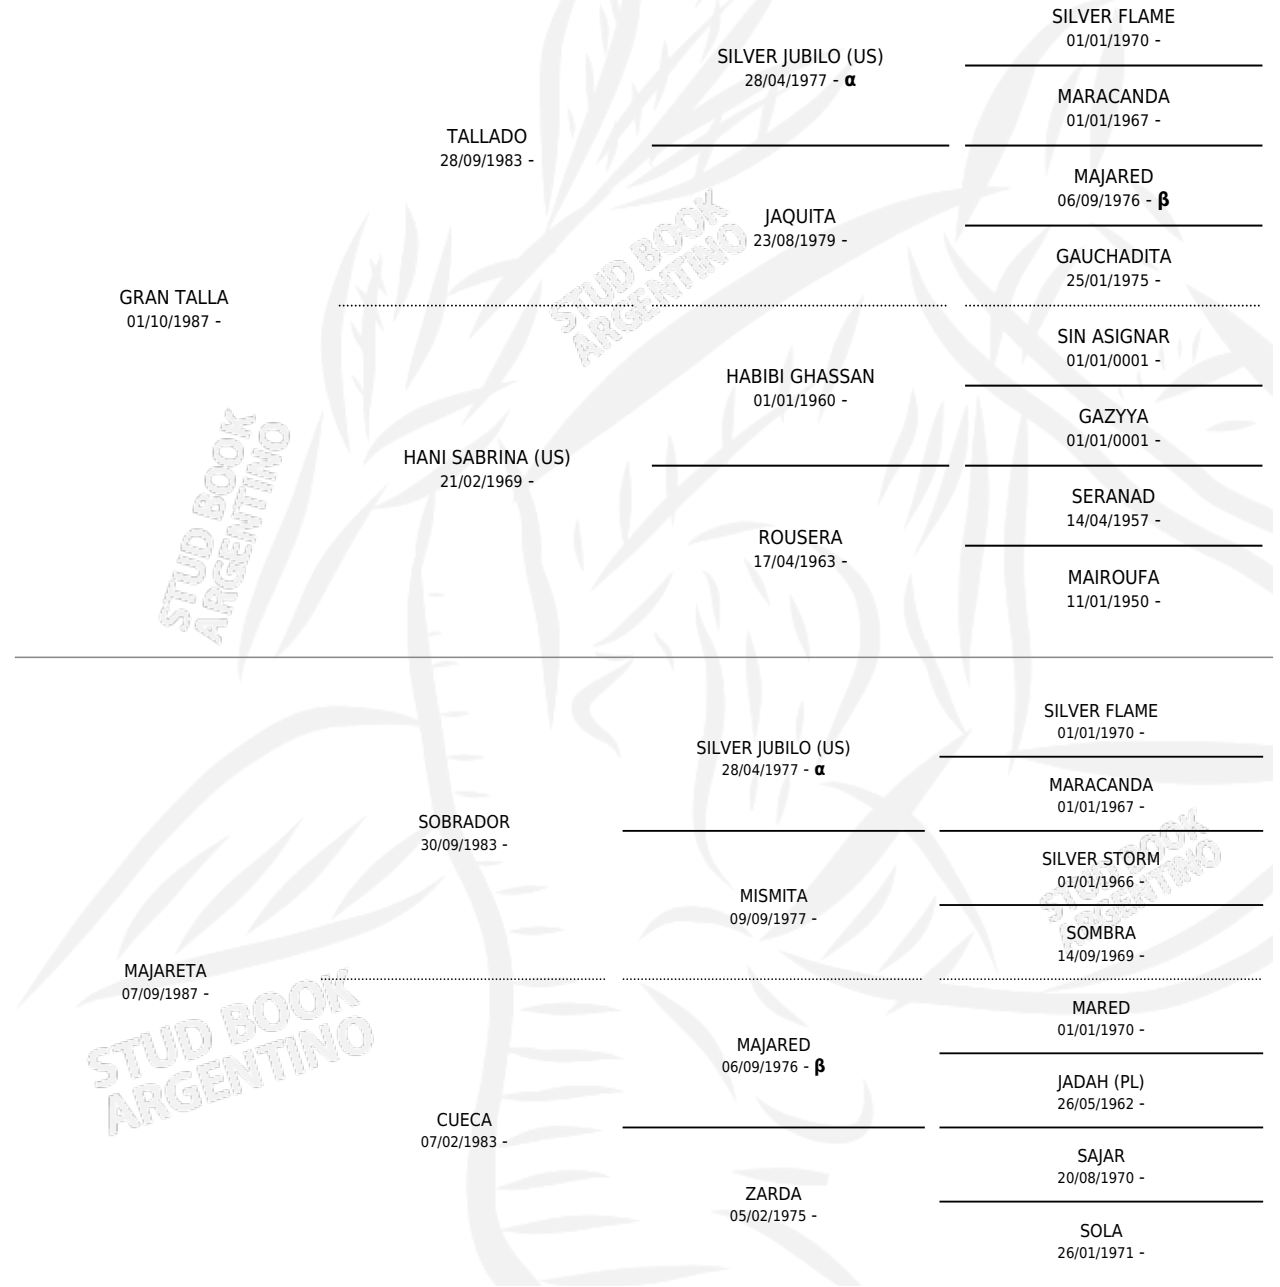 SILVER FLAME
01/01/1970 -
SILVER JUBILO (US)
28/04/1977 - α
MARACANDA
01/01/1967 -
TALLADO
28/09/1983 -
MAJARED
06/09/1976 - β
JAQUITA
23/08/1979 -
GAUCHADITA
25/01/1975 -
GRAN TALLA
01/10/1987 -
SIN ASIGNAR
01/01/0001 -
HABIBI GHASSAN
01/01/1960 -
GAZYYA
01/01/0001 -
HANI SABRINA (US)
21/02/1969 -
SERANAD
14/04/1957 -
ROUSERA
17/04/1963 -
MAIROUFA
11/01/1950 -
SILVER FLAME
01/01/1970 -
SILVER JUBILO (US)
28/04/1977 - α
MARACANDA
01/01/1967 -
SOBRADOR
30/09/1983 -
SILVER STORM
01/01/1966 -
MISMITA
09/09/1977 -
SOMBRA
14/09/1969 -
MAJARETA
07/09/1987 -
MARED
01/01/1970 -
MAJARED
06/09/1976 - β
JADAH (PL)
26/05/1962 -
CUECA
07/02/1983 -
SAJAR
20/08/1970 -
ZARDA
05/02/1975 -
SOLA
26/01/1971 -
STUD BOOK
ARGENTINO
STUD BOOK
ARGENTINO
STUD BOOK
ARGENTINO
STUD BOOK
ARGENTINO